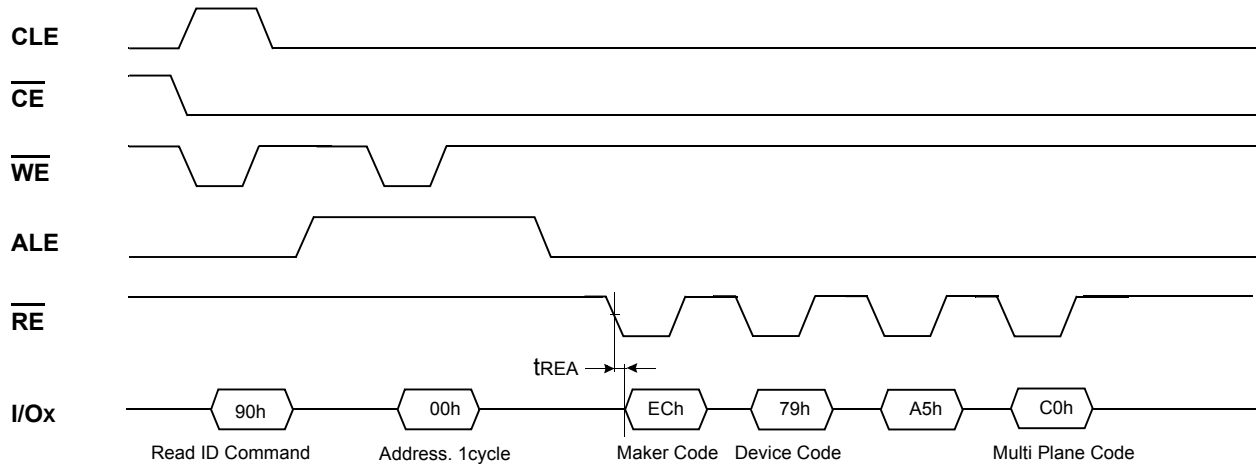 CLE
CE
WE
ALE
RE
tREA
I/Ox 90h 00h ECh 79h A5h C0h
Read ID Command Address. 1cycle Maker Code Device Code Multi Plane Code